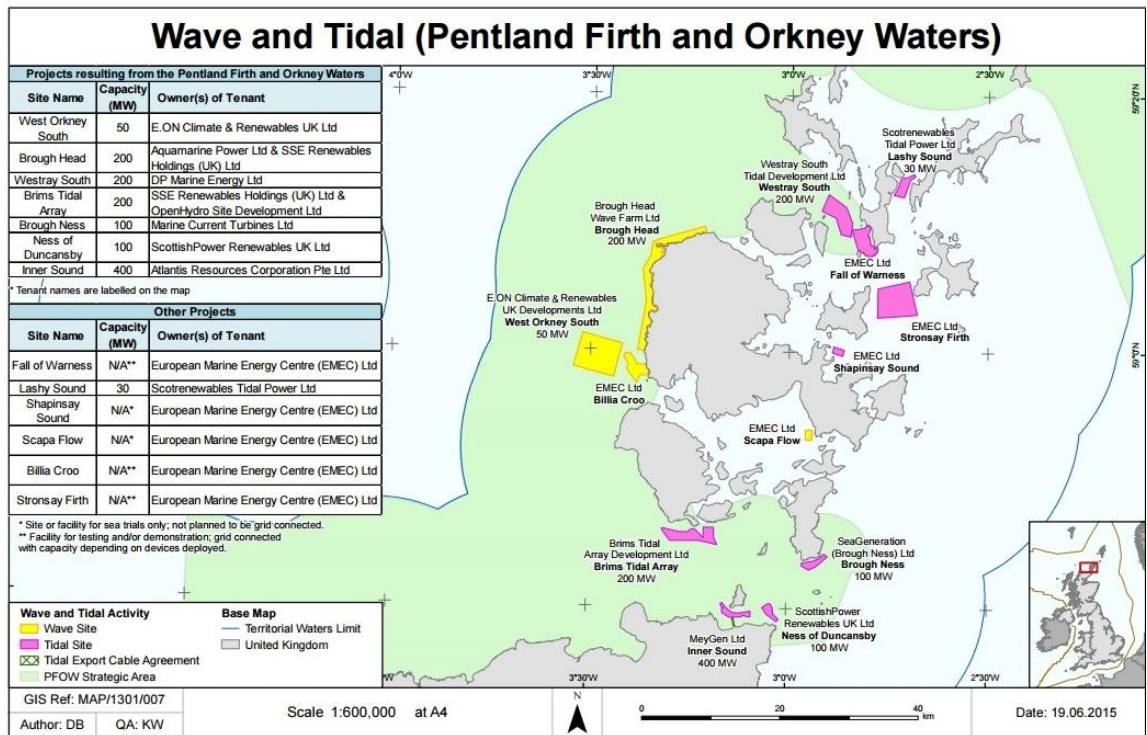 Wave and Tidal (Pentland Firth and Orkney Waters)
Projects resulting from the Pentland Firth and Orkney Waters
Site Name Capacity (MW) Owner(s) of Tenant
West Orkney South 50 E.ON Climate & Renewables UK Ltd
Brough Head 200 Aquamarine Power Ltd & SSE Renewables Holdings (UK) Ltd
Westray South 200 DP Marine Energy Ltd
Brims Tidal Array 200 SSE Renewables Holdings (UK) Ltd & OpenHydro Site Development Ltd
Brough Ness 100 Marine Current Turbines Ltd
Ness of Duncansby 100 ScottishPower Renewables UK Ltd
Inner Sound 400 Atlantis Resources Corporation Pte Ltd
* Tenant names are labelled on the map
Other Projects
Site Name Capacity (MW) Owner(s) of Tenant
Fall of Warness N/A** European Marine Energy Centre (EMEC) Ltd
Lashy Sound 30 Scotrenewables Tidal Power Ltd
Shapinsay Sound N/A* European Marine Energy Centre (EMEC) Ltd
Scapa Flow N/A* European Marine Energy Centre (EMEC) Ltd
Billia Croo N/A** European Marine Energy Centre (EMEC) Ltd
Stronsay Firth N/A** European Marine Energy Centre (EMEC) Ltd
* Site or facility for sea trials only; not planned to be grid connected.
** Facility for testing and/or demonstration; grid connected
with capacity depending on devices deployed.
Wave and Tidal Activity
Wave Site
Tidal Site
Tidal Export Cable Agreement
PFOW Strategic Area
Base Map
Territorial Waters Limit
United Kingdom
4°0'W
3°30'W
3°0'W
2°30'W
59°20'N
59°0'N
Scotrenewables
Tidal Power Ltd
Lashy Sound
30 MW
Westray South
Tidal Development Ltd
Westray South
200 MW
Brough Head
Wave Farm Ltd
Brough Head
200 MW
EMEC Ltd
Fall of Warness
E.ON Climate & Renewables
UK Developments Ltd
West Orkney South
50 MW
EMEC Ltd
Stronsay Firth
EMEC Ltd
Shapinsay Sound
EMEC Ltd
Billia Croo
EMEC Ltd
Scapa Flow
Brims Tidal
Array Development Ltd
Brims Tidal Array
200 MW
SeaGeneration
(Brough Ness) Ltd
Brough Ness
100 MW
ScottishPower
Renewables UK Ltd
Ness of Duncansby
100 MW
MeyGen Ltd
Inner Sound
400 MW
3°30'W
3°0'W
2°30'W
GIS Ref: MAP/1301/007
Author: DB QA: KW
Scale 1:600,000 at A4
N
0 20 40
km
Date: 19.06.2015